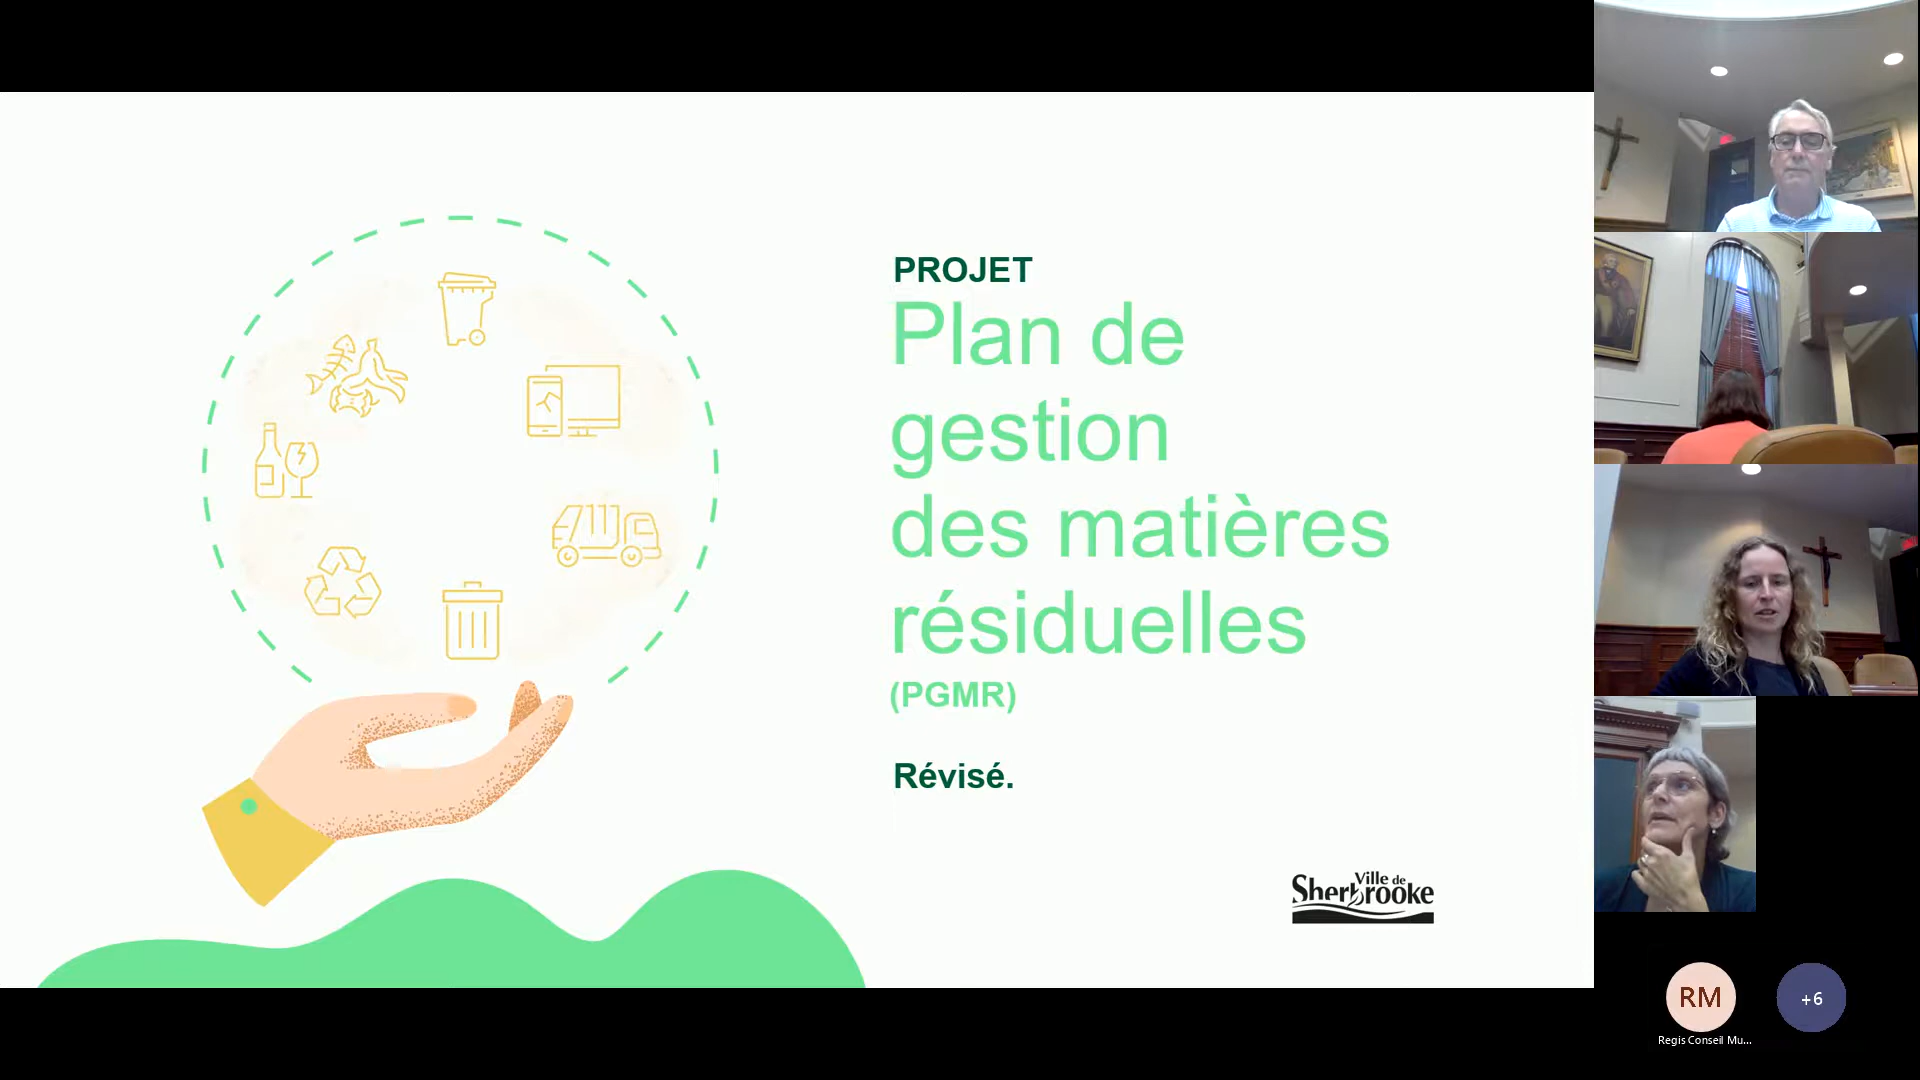 PROJET
Plan de
gestion
des matières
résiduelles
(PGMR)
Révisé.
Ville de
Sherbrooke
RM
+6
Regis Conseil Mu...